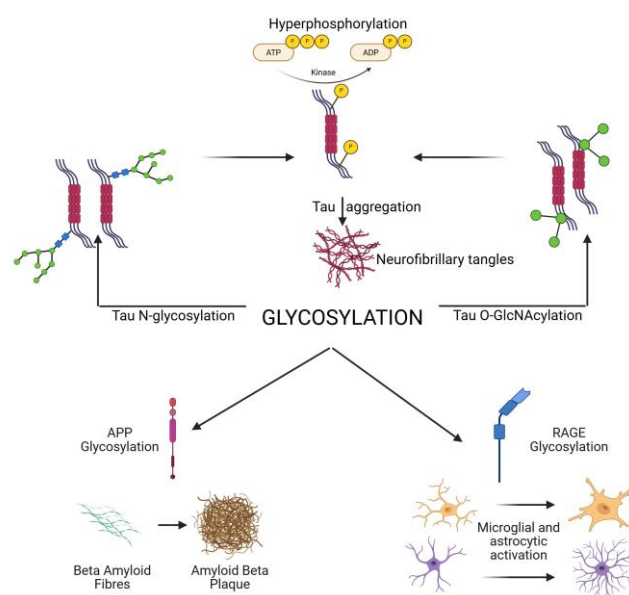 Hyperphosphorylation
P P P
ATP
P P
ADP
Kinase
P
P
Tau aggregation
Neurofibrillary tangles
Tau N-glycosylation
GLYCOSYLATION
Tau O-GlcNAcylation
APP
Glycosylation
RAGE
Glycosylation
Microglial and
astrocytic
activation
Beta Amyloid
Fibres
Amyloid Beta
Plaque